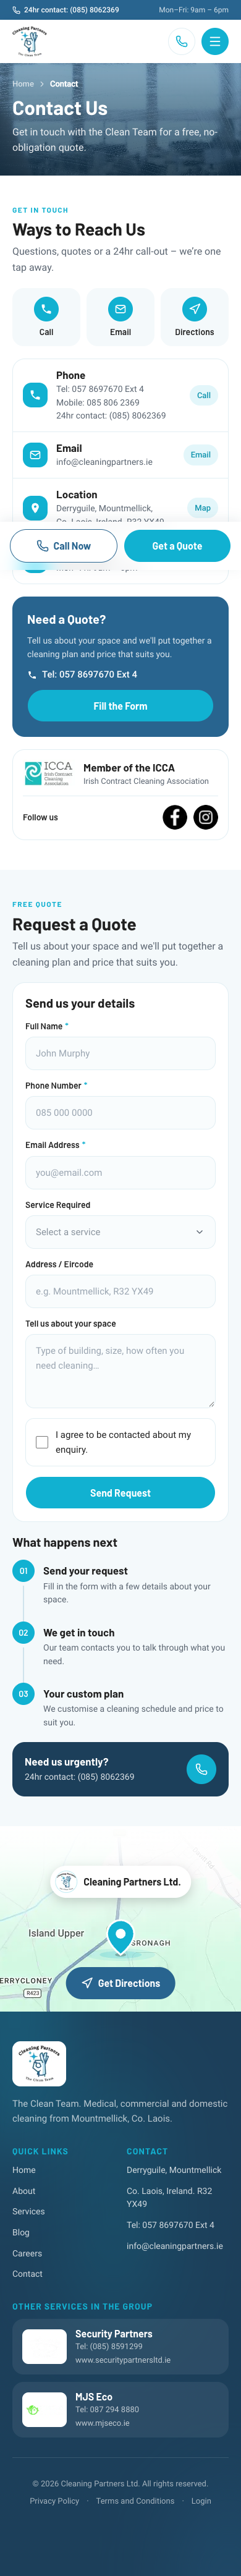 24hr contact: (085) 8062369
Mon–Fri: 9am – 6pm
Cleaning Partners
the Clean Team
Home > Contact
Contact Us
Get in touch with the Clean Team for a free, no-
obligation quote.
GET IN TOUCH
Ways to Reach Us
Questions, quotes or a 24hr call-out – we're one
tap away.
Call
Email
Directions
Phone
Tel: 057 8697670 Ext 4
Mobile: 085 806 2369
24hr contact: (085) 8062369
Call
Email
info@cleaningpartners.ie
Email
Location
Derryguile, Mountmellick,
Map
Call Now
Get a Quote
Need a Quote?
Tell us about your space and we'll put together a
cleaning plan and price that suits you.
Tel: 057 8697670 Ext 4
Fill the Form
ICCA
Irish Contract
Cleaning Association
Member of the ICCA
Irish Contract Cleaning Association
Follow us
FREE QUOTE
Request a Quote
Tell us about your space and we'll put together a
cleaning plan and price that suits you.
Send us your details
Full Name *
John Murphy
Phone Number *
085 000 0000
Email Address *
you@email.com
Service Required
Select a service
Address / Eircode
e.g. Mountmellick, R32 YX49
Tell us about your space
Type of building, size, how often you
need cleaning...
I agree to be contacted about my
enquiry.
Send Request
What happens next
01
Send your request
Fill in the form with a few details about your
space.
02
We get in touch
Our team contacts you to talk through what you
need.
03
Your custom plan
We customise a cleaning schedule and price to
suit you.
Need us urgently?
24hr contact: (085) 8062369
Cleaning Partners Ltd.
Island Upper
GRONAGH
ERRYCLONEY
R423
Get Directions
Cleaning Partners
the Clean Team
The Clean Team. Medical, commercial and domestic
cleaning from Mountmellick, Co. Laois.
QUICK LINKS
Home
About
Services
Blog
Careers
Contact
CONTACT
Derryguile, Mountmellick
Co. Laois, Ireland. R32
YX49
Tel: 057 8697670 Ext 4
info@cleaningpartners.ie
OTHER SERVICES IN THE GROUP
Security Partners
Tel: (085) 8591299
www.securitypartnersltd.ie
MJS Eco
Tel: 087 294 8880
www.mjseco.ie
© 2026 Cleaning Partners Ltd. All rights reserved.
Privacy Policy · Terms and Conditions · Login